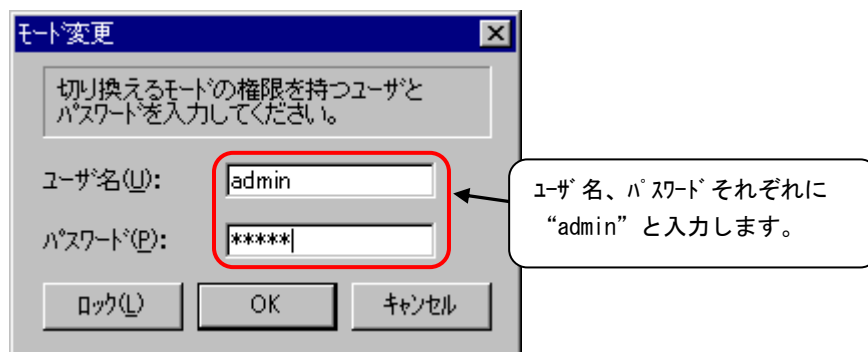 モード変更
切り換えるモードの権限を持つユーザと
パスワードを入力してください。
ユーザ名(U):
admin
ユーザ名、パスワードそれぞれに
“admin”と入力します。
パスワード(P):
*****
ロック(L)
OK
キャンセル